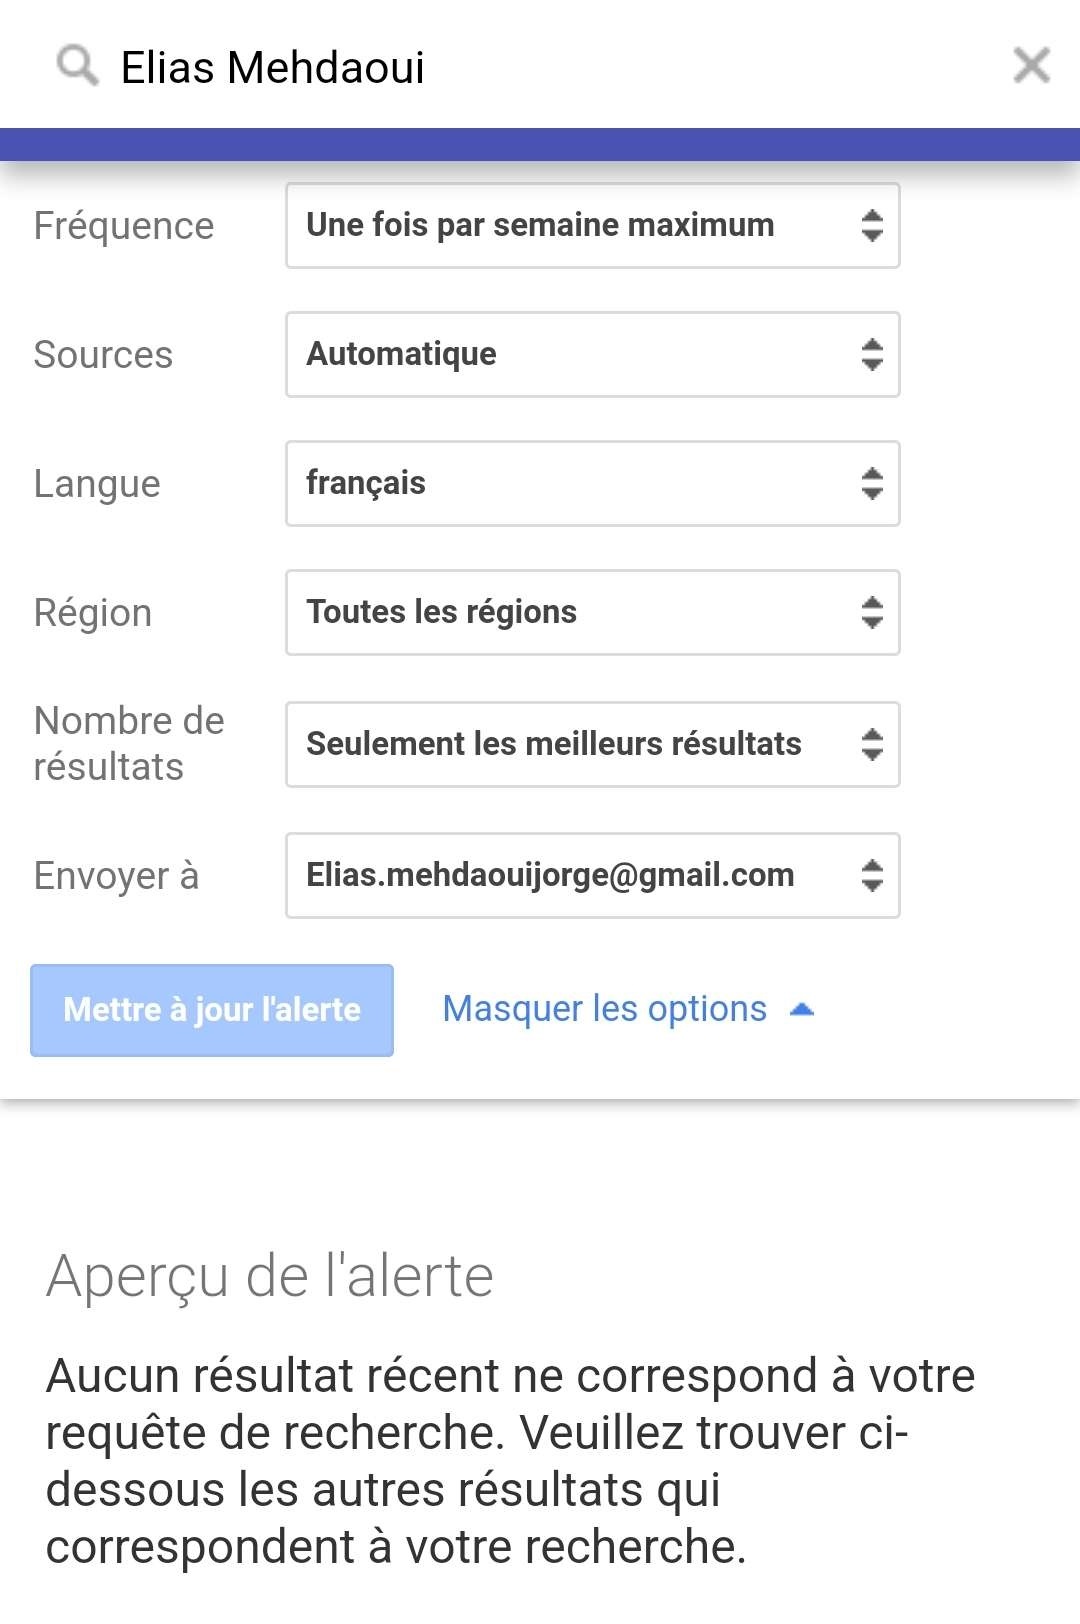 Elias Mehdaoui
Fréquence
Une fois par semaine maximum
Sources
Automatique
Langue
français
Région
Toutes les régions
Nombre de
résultats
Seulement les meilleurs résultats
Envoyer à
Elias.mehdaouijorge@gmail.com
Mettre à jour l'alerte
Masquer les options
Aperçu de l'alerte
Aucun résultat récent ne correspond à votre
requête de recherche. Veuillez trouver ci-
dessous les autres résultats qui
correspondent à votre recherche.